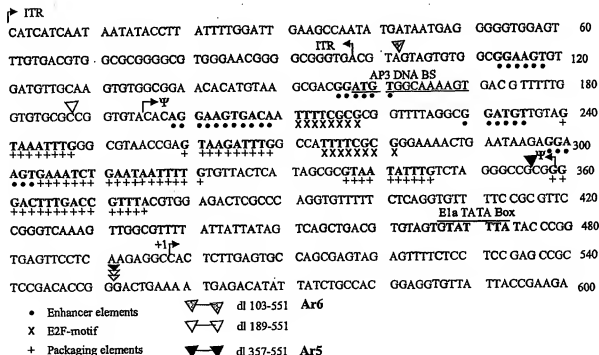 ITR
CATCATCAAT AATATACCTT ATTTTGGATT GAAGCCAATA TGATAATGAG GGGGTGGAGT 60
ITR
TTGTGACGTG GCGCGGGGCG TGGGAACGGG GCGGGTGACG TAGTAGTGTG GCGGAAGTGT 120
AP3 DNA BS
GATGTTGCAA GTGTGGCGGA ACACATGTAA GCGACGGATG TGGCAAAAGT GACGTTTTTG 180
Ψ
GTGTGCGCCG GTGTACACAG GAAGTGACAA TTTTCGCGCG GTTTTAGGCG GATGTTGTAG 240
TAAATTTGGG CGTAACCGAG TAAGATTTGG CCATTTTCGC GGGAAAACTG AATAAGAGGA 300
Ψ
AGTGAAATCT GAATAATTTT GTGTTACTCA TAGCGCGTAA TATTTGTCTA GGGCCGCGGG 360
GACTTTGACC GTTTACGTGG AGACTCGCCC AGGTGTTTTT CTCAGGTGTT TTCCGCGTTC 420
E1a TATA Box
CGGGTCAAAG TTGGCGTTTT ATTATTATAG TCAGCTGACG TGTAGTGTAT TTATACCCGG 480
+1
TGAGTTCCTC AAGAGGCCAC TCTTGAGTGC CAGCGAGTAG AGTTTTCTCC TCCGAGCCGC 540
TCCGACACCG GGACTGAAAA TGAGACATAT TATCTGCCAC GGAGGTGTTA TTACCGAAGA 600
• Enhancer elements
dl 103-551 Ar6
X E2F-motif
dl 189-551
+ Packaging elements
dl 357-551 Ar5